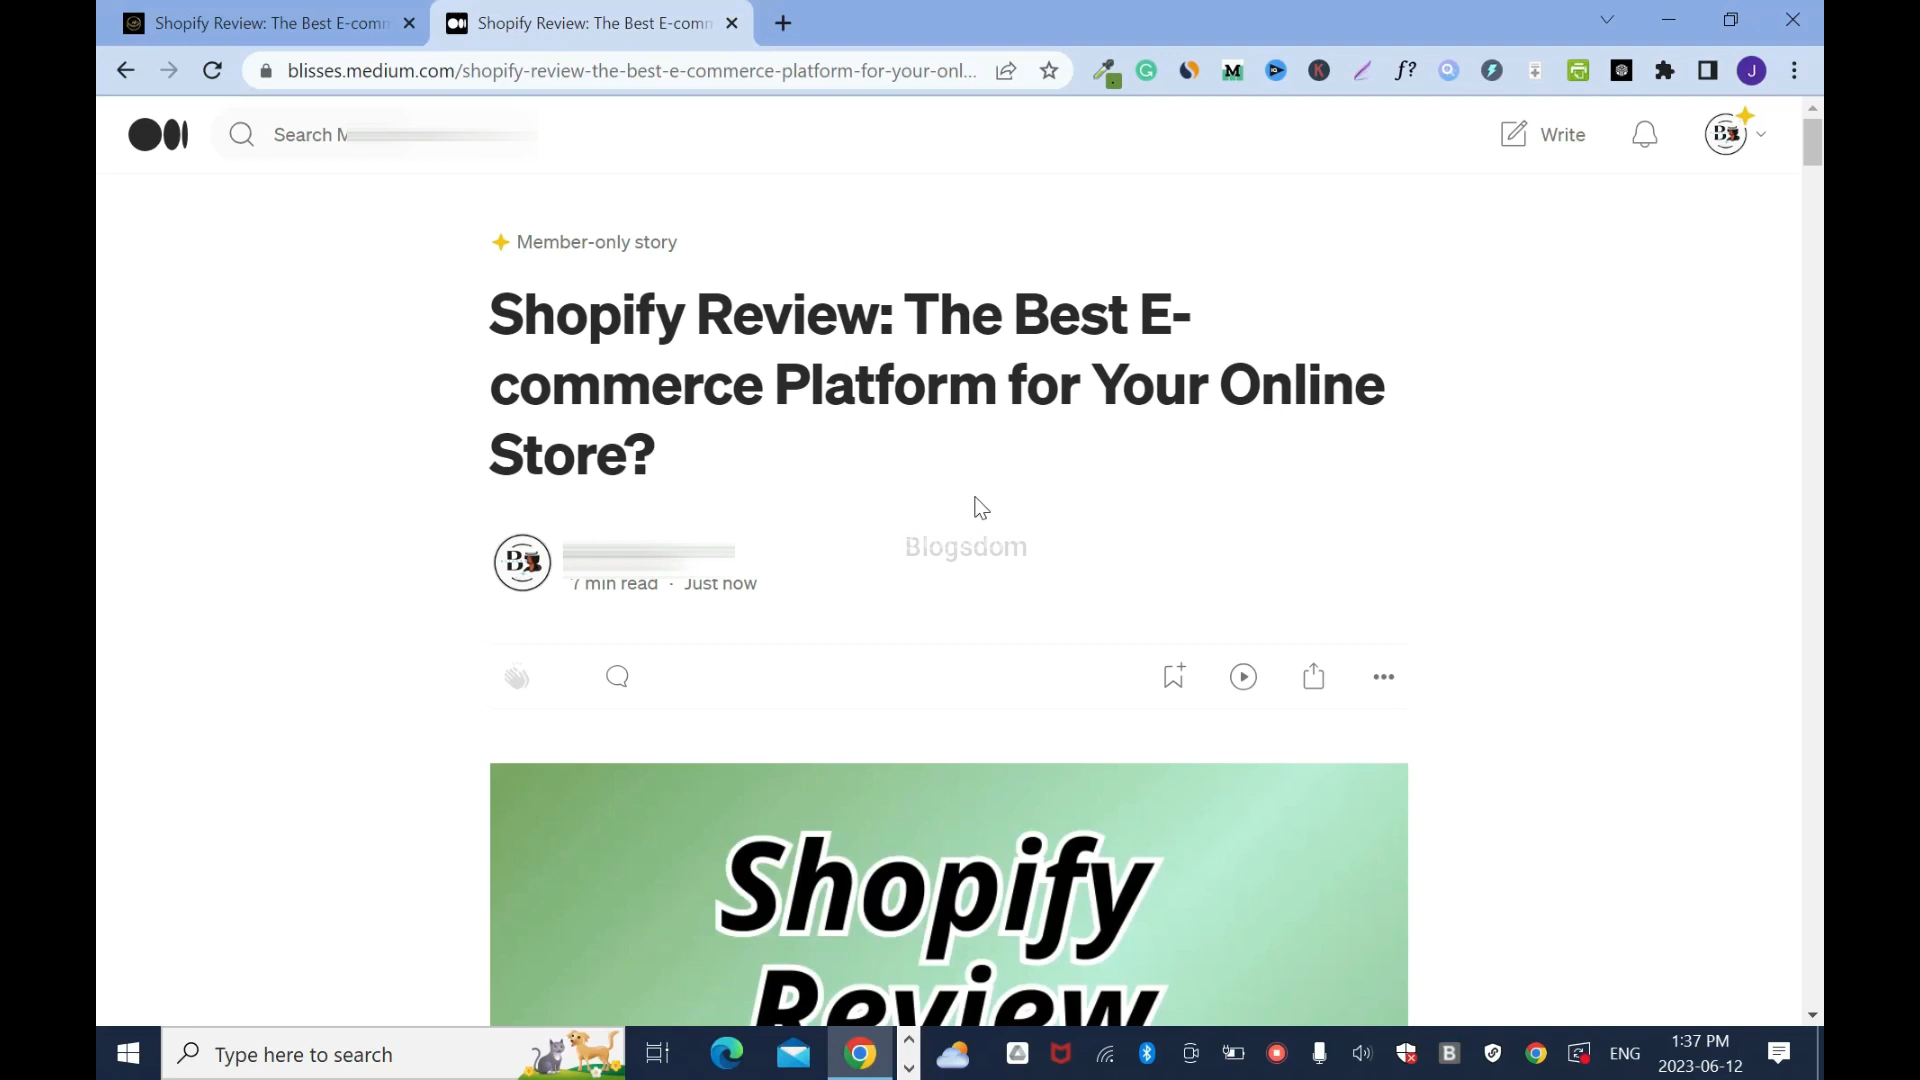 Shopify Review: The Best E-comm
Shopify Review: The Best E-comm
blisses.medium.com/shopify-review-the-best-e-commerce-platform-for-your-onl...
M
K
f?
J
Search
Write
B
Member-only story
Shopify Review: The Best E-
commerce Platform for Your Online
Store?
Blogsdom
B
7 min read · Just now
Shopify
Review
Type here to search
B
ENG
1:37 PM
2023-06-12